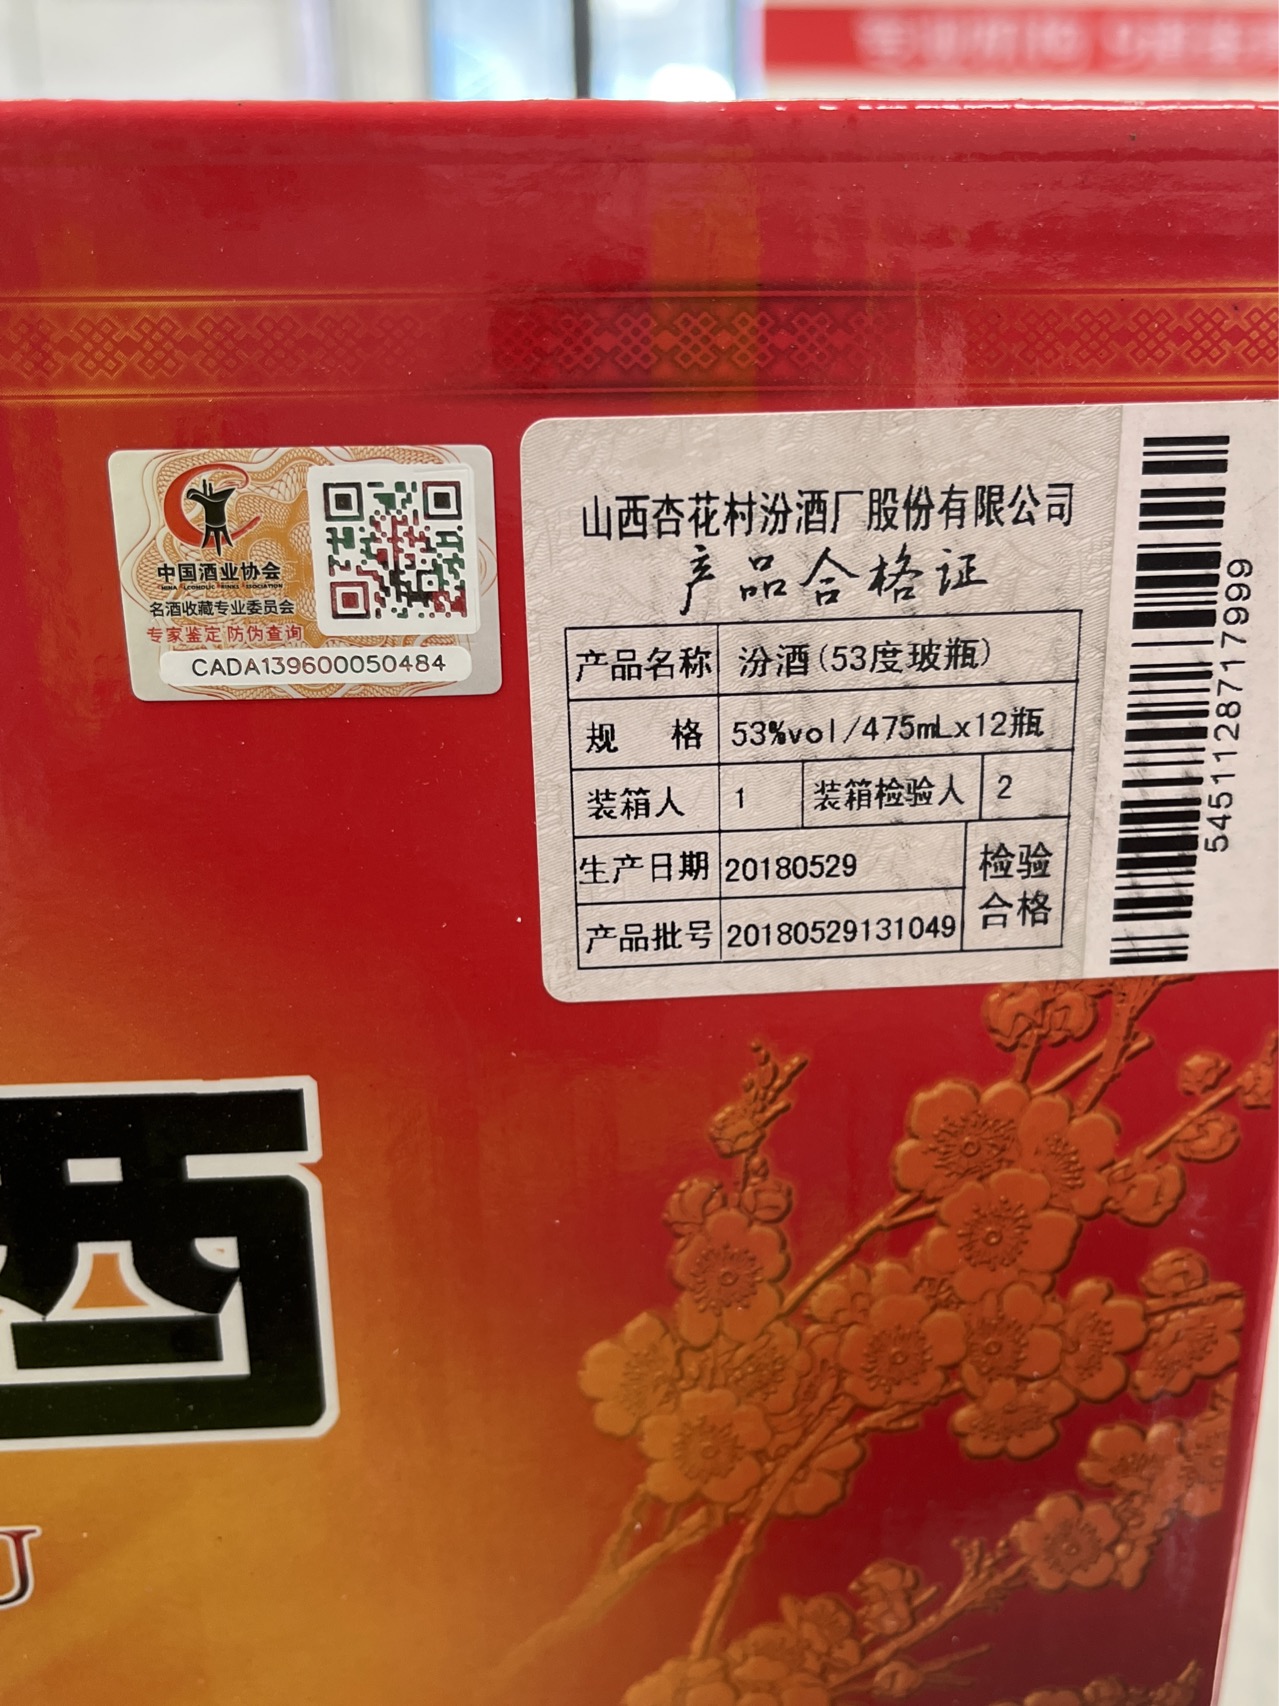 中国酒业协会
名酒收藏专业委员会
专家鉴定 防伪查询
CADA139600050484
山西杏花村汾酒厂股份有限公司
产品合格证
产品名称 汾酒(53度玻瓶)
规 格 53%vol/475mLx12瓶
装箱人 1 装箱检验人 2
生产日期 20180529 检验
产品批号 20180529131049 合格
5451128717999
酒
U